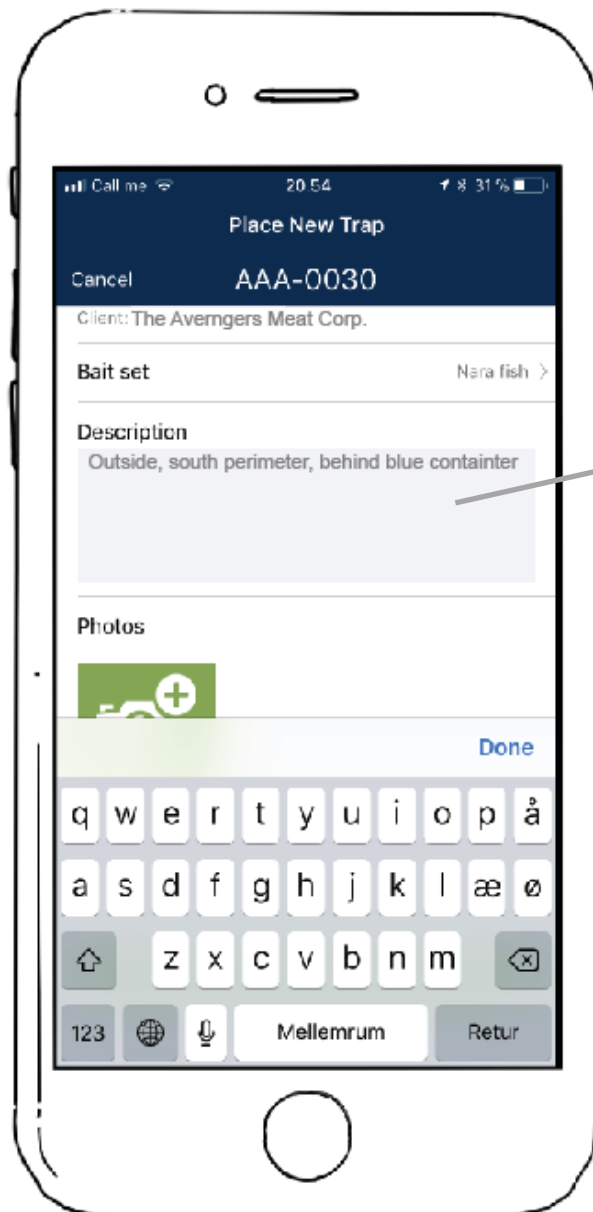 Call me 20.54 31 %
Place New Trap
Cancel AAA-0030
Client: The Averngers Meat Corp.
Bait set Nara fish >
Description
Outside, south perimeter, behind blue containter
Photos
Done
q w e r t y u i o p å
a s d f g h j k l æ ø
z x c v b n m
123 Mellemrum Retur